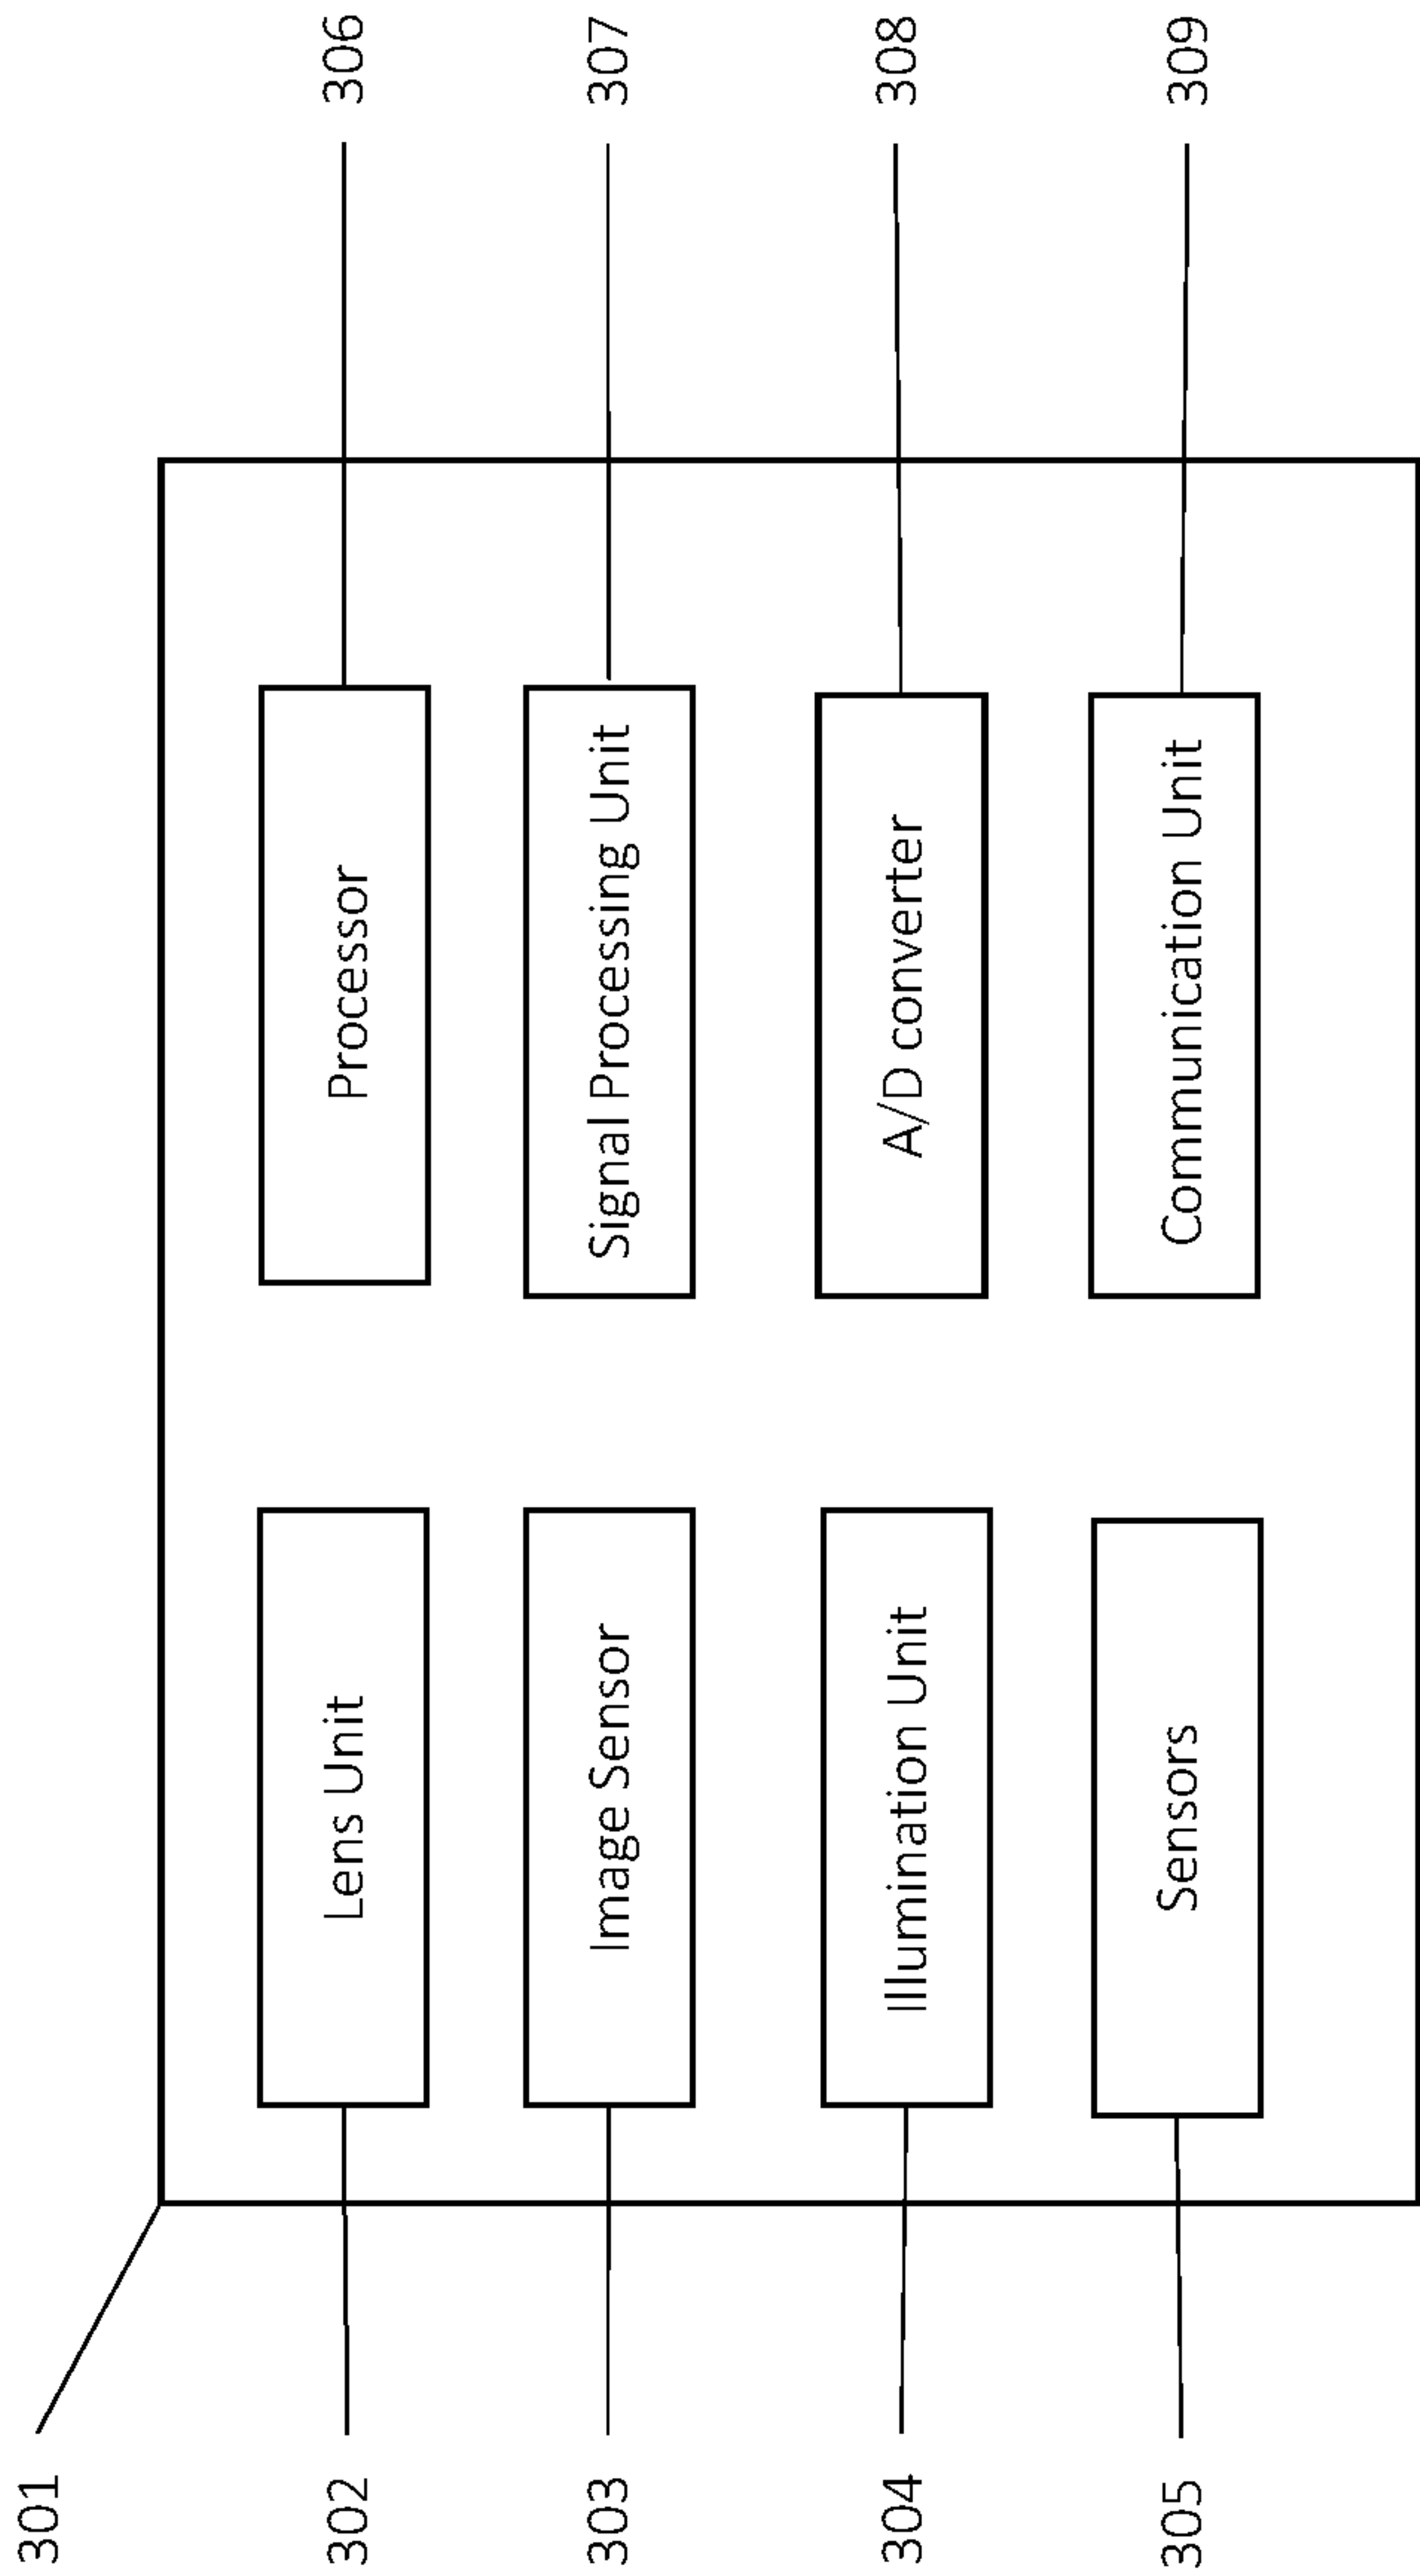 301
302
Lens Unit
Processor
306
303
Image Sensor
Signal Processing Unit
307
304
Illumination Unit
A/D converter
308
305
Sensors
Communication Unit
309